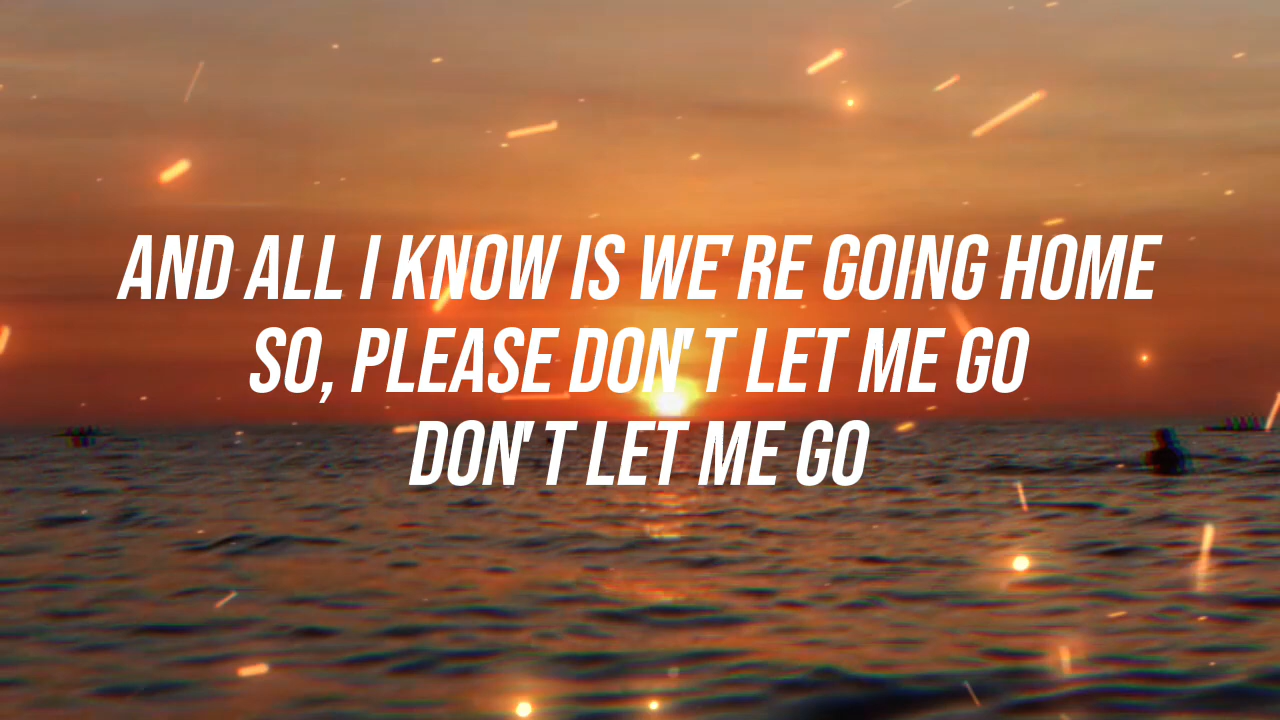 AND ALL I KNOW IS WE'RE GOING HOME
SO, PLEASE DON'T LET ME GO
DON'T LET ME GO